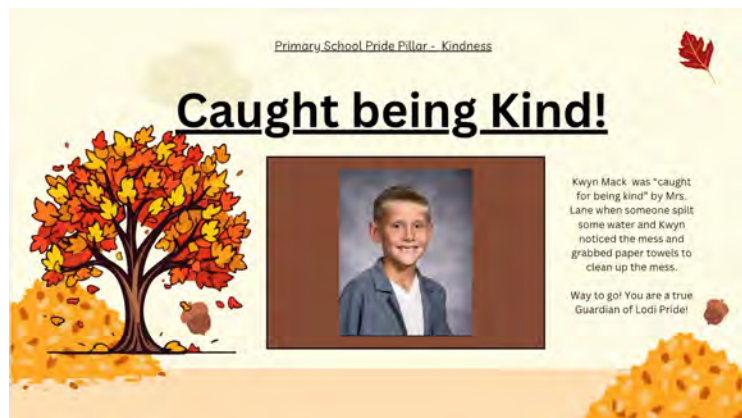 Primary School Pride Pillar - Kindness
Caught being Kind!
Kwyn Mack was "caught
for being kind" by Mrs.
Lane when someone spilt
some water and Kwyn
noticed the mess and
grabbed paper towels to
clean up the mess.
Way to go! You are a true
Guardian of Lodi Pride!